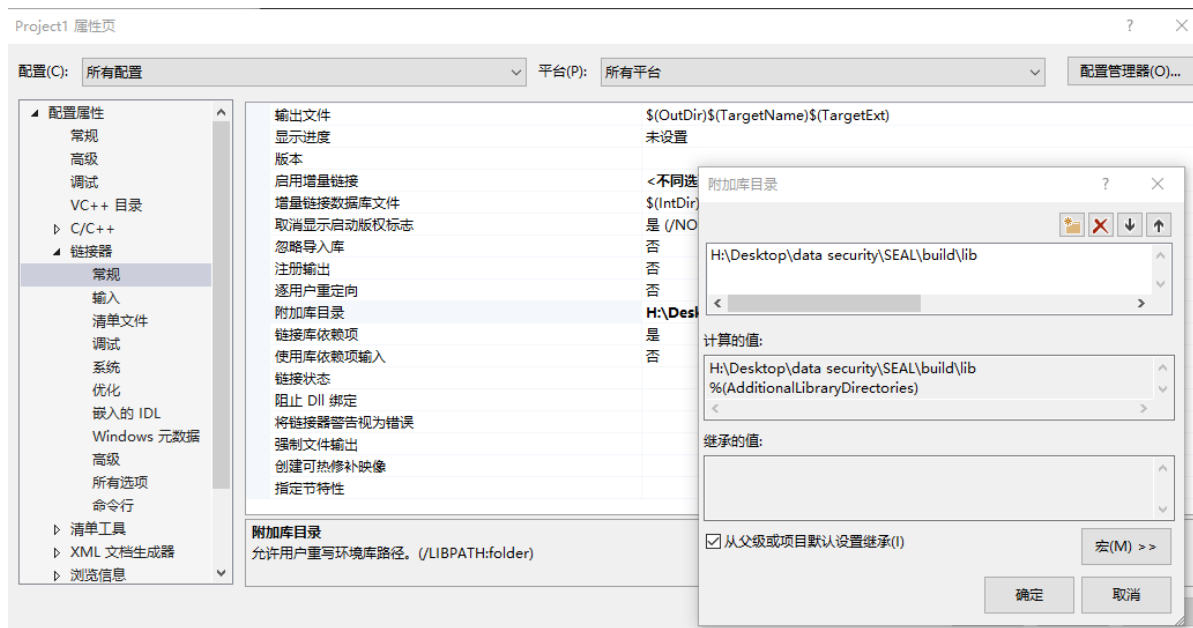 Project1 属性页
配置(C): 所有配置 平台(P): 所有平台 配置管理器(O)...
配置属性
常规
高级
调试
VC++ 目录
C/C++
链接器
常规
输入
清单文件
调试
系统
优化
嵌入的 IDL
Windows 元数据
高级
所有选项
命令行
清单工具
XML 文档生成器
浏览信息
输出文件 $(OutDir)$(TargetName)$(TargetExt)
显示进度 未设置
版本
启用增量链接 <不同选
增量链接数据库文件 $(IntDir)
取消显示启动版权标志 是 (/NO
忽略导入库 否
注册输出 否
逐用户重定向 否
附加库目录 H:\Desk
链接库依赖项 是
使用库依赖项输入 否
链接状态
阻止 Dll 绑定
将链接器警告视为错误
强制文件输出
创建可热修补映像
指定节特性
附加库目录
允许用户重写环境库路径。(/LIBPATH:folder)
附加库目录
H:\Desktop\data security\SEAL\build\lib
计算的值:
H:\Desktop\data security\SEAL\build\lib
%(AdditionalLibraryDirectories)
继承的值:
从父级或项目默认设置继承(I)
宏(M) >>
确定 取消